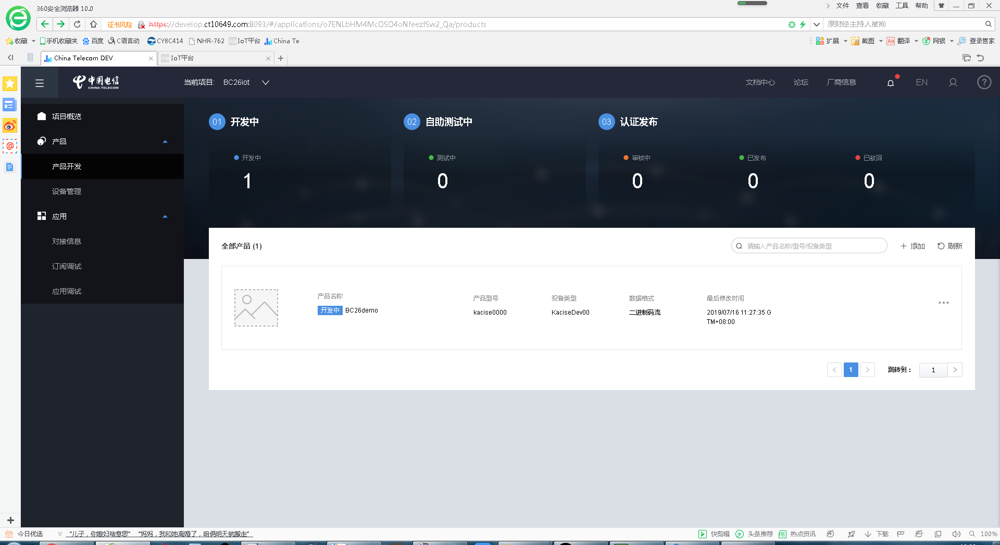 360安全浏览器 10.0
文件 查看 收藏 工具 帮助
证书风险 https://develop.ct10649.com:8093/#/applications/o7ENLbHM4McOSO4oNfeezfSw2_Qa/products
原财经主持人被拘
收藏 手机收藏夹 百度 C语言动 CY8C414 NHR-762 IoT平台 China Te
扩展 截图 翻译 网银 登录管家
China Telecom DEV IoT平台
中国电信
CHINA TELECOM
当前项目: BC26iot
文档中心 论坛 厂商信息 EN
项目概览
产品
产品开发
设备管理
应用
对接信息
订阅调试
应用调试
01 开发中 02 自助测试中 03 认证发布
开发中 测试中 审核中 已发布 已驳回
1 0 0 0 0
全部产品 (1)
请输入产品名称/型号/设备类型 添加 刷新
产品名称 产品型号 设备类型 数据格式 最后修改时间
开发中 BC26demo kacise0000 KaciseDev00 二进制码流 2019/07/16 11:27:35 G
TM+08:00
1 跳转到： 1
今日优选 “儿子，你媳妇啥意思” “妈妈，我和她离婚了，咱俩明天就搬走”
快剪辑 头条推荐 热点资讯 下载 100%